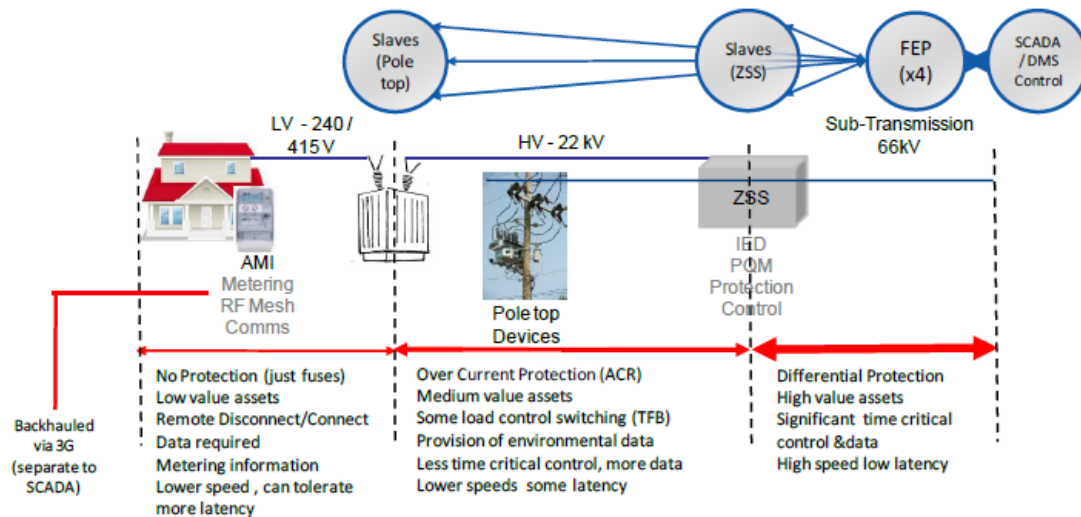 Slaves
(Pole
top)
Slaves
(ZSS)
FEP
(x4)
SCADA
/ DMS
Control
LV - 240 /
415 V
HV - 22 kV
Sub-Transmission
66kV
ZSS
IED
PQM
Protection
Control
AMI
Metering
RF Mesh
Comms
Pole top
Devices
Backhauled
via 3G
(separate to
SCADA)
No Protection (just fuses)
Low value assets
Remote Disconnect/Connect
Data required
Metering information
Lower speed , can tolerate
more latency
Over Current Protection (ACR)
Medium value assets
Some load control switching (TFB)
Provision of environmental data
Less time critical control, more data
Lower speeds some latency
Differential Protection
High value assets
Significant time critical
control &data
High speed low latency